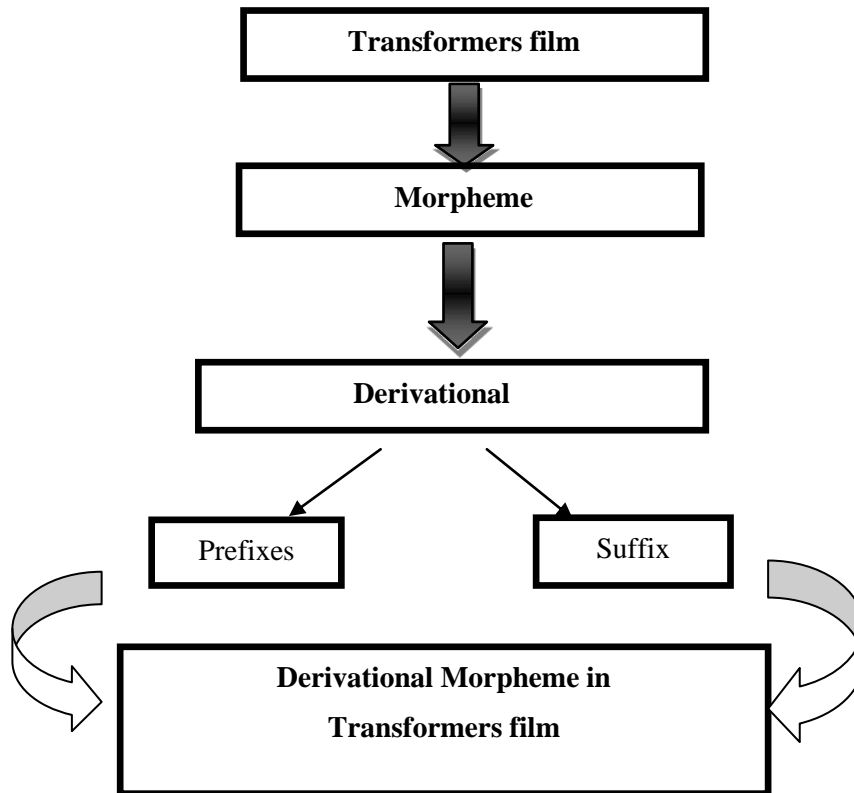 Transformers film
Morpheme
Derivational
Prefixes
Suffix
Derivational Morpheme in
Transformers film